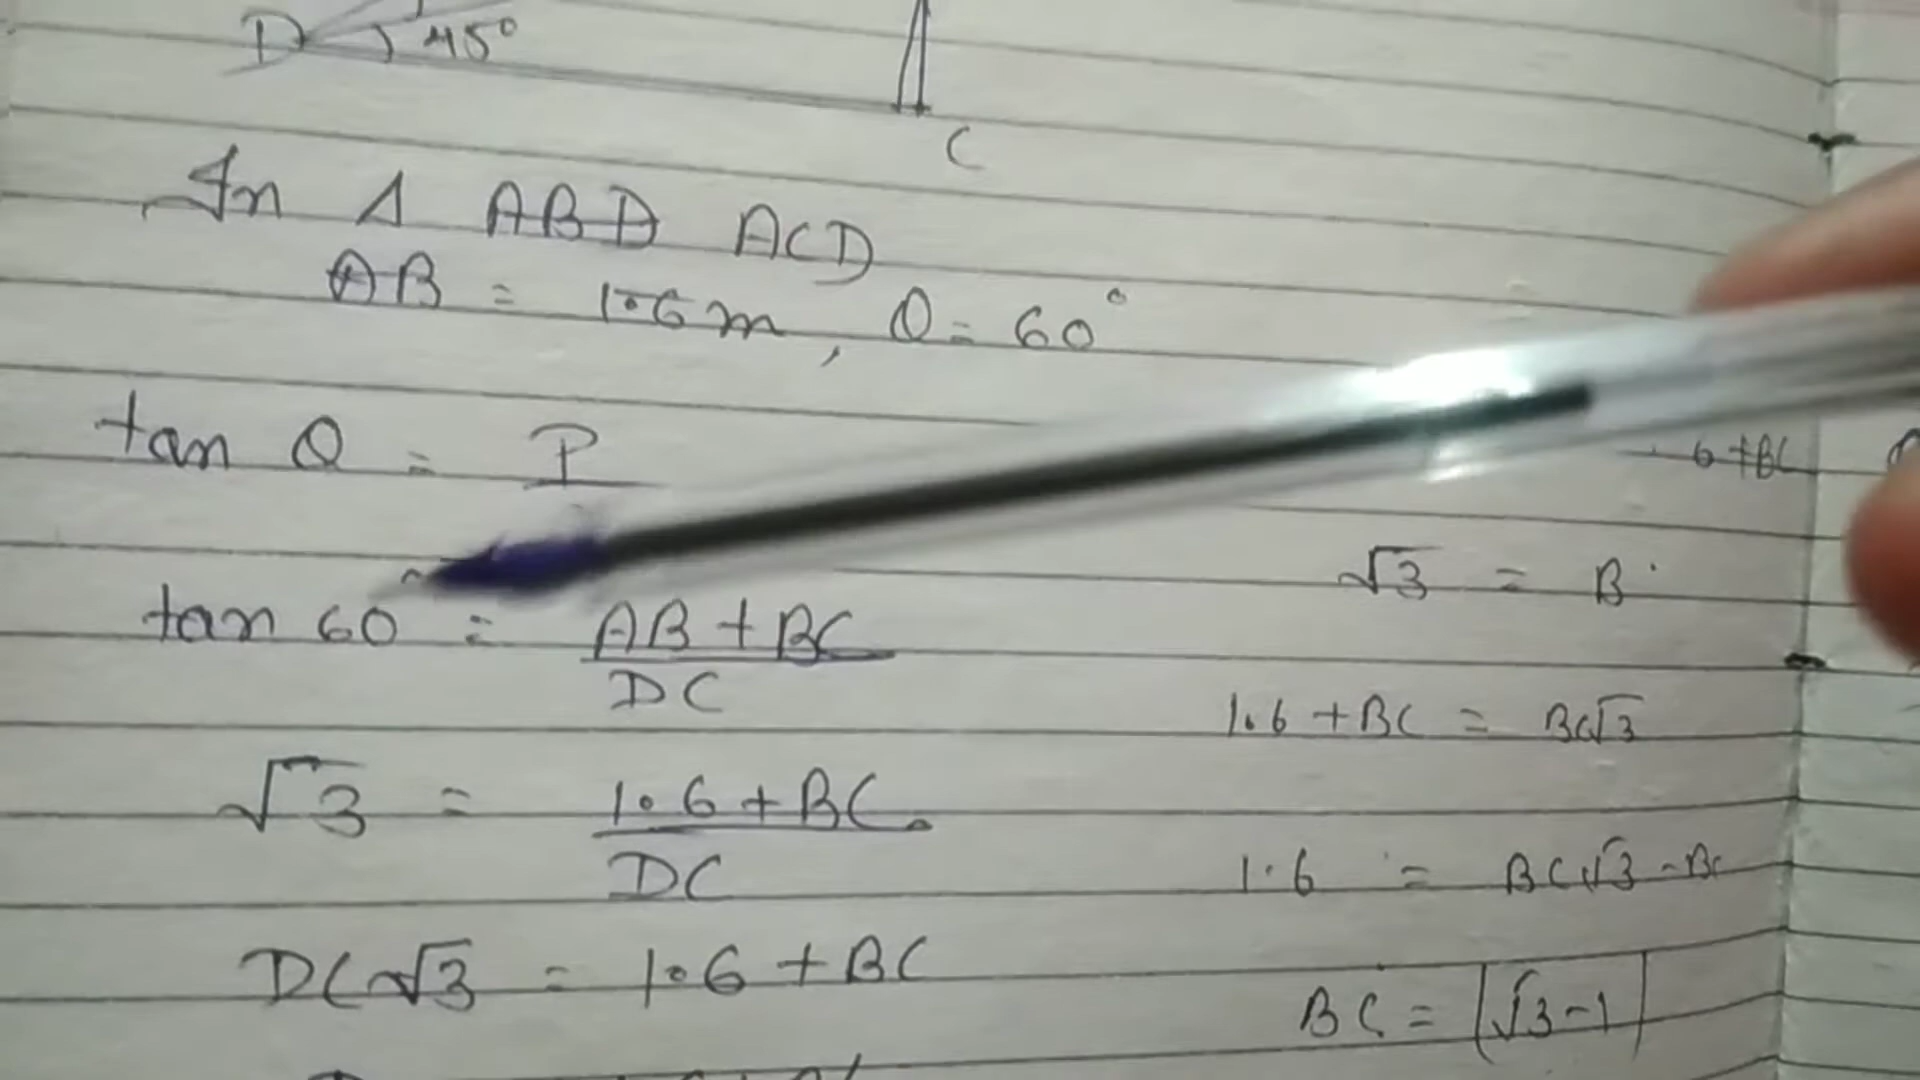 D 45°
C
In Δ ABD ACD
AB = 1.6m, θ = 60°
tan θ = P
tan 60° = AB + BC / DC
√3 = 1.6 + BC / DC
DC√3 = 1.6 + BC
6 + BC
√3 = B
1.6 + BC = BC√3
1.6 = BC√3 - BC
BC = (√3 - 1)